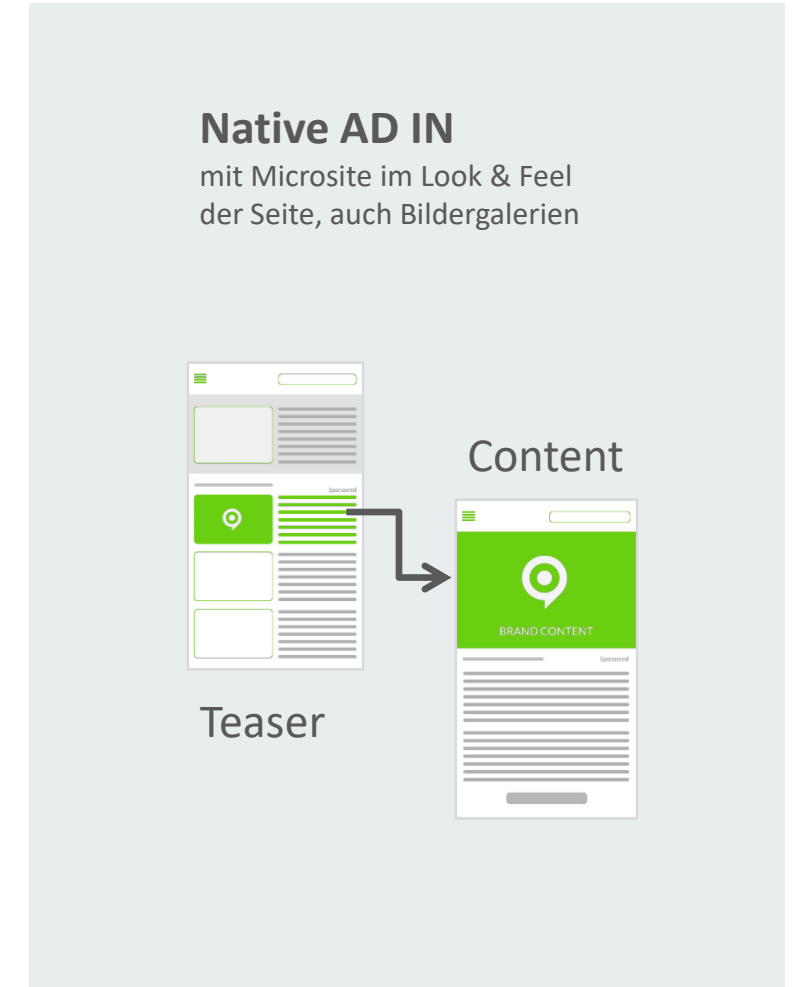 Native AD IN
mit Microsite im Look & Feel
der Seite, auch Bildergalerien
Sponsored
Content
BRAND CONTENT
Sponsored
Teaser